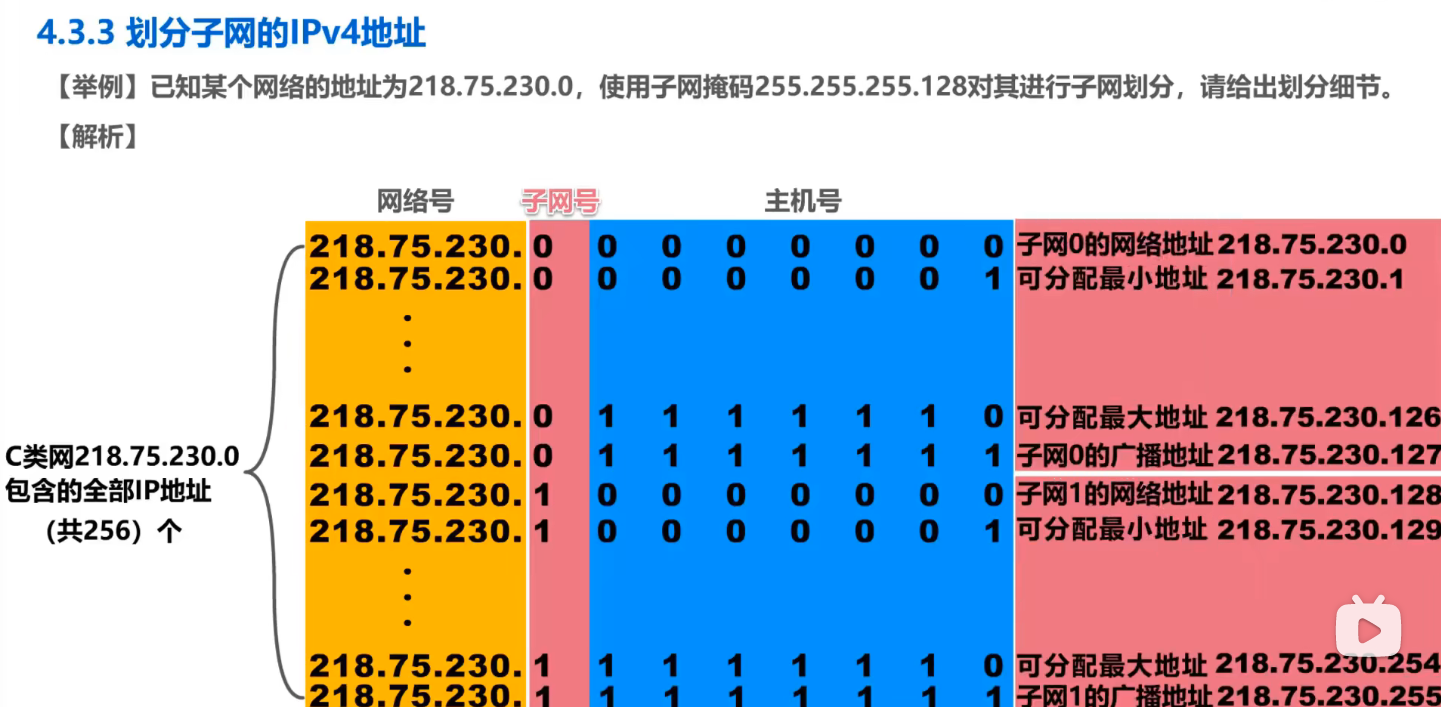 4.3.3 划分子网的IPv4地址
【举例】已知某个网络的地址为218.75.230.0，使用子网掩码255.255.255.128对其进行子网划分，请给出划分细节。
【解析】
网络号 子网号 主机号
218.75.230. 0 0 0 0 0 0 0 0 子网0的网络地址 218.75.230.0
218.75.230. 0 0 0 0 0 0 0 1 可分配最小地址 218.75.230.1
218.75.230. 0 1 1 1 1 1 1 0 可分配最大地址 218.75.230.126
218.75.230. 0 1 1 1 1 1 1 1 子网0的广播地址 218.75.230.127
218.75.230. 1 0 0 0 0 0 0 0 子网1的网络地址 218.75.230.128
218.75.230. 1 0 0 0 0 0 0 1 可分配最小地址 218.75.230.129
218.75.230. 1 1 1 1 1 1 1 0 可分配最大地址 218.75.230.254
218.75.230. 1 1 1 1 1 1 1 1 子网1的广播地址 218.75.230.255
C类网218.75.230.0
包含的全部IP地址
（共256）个